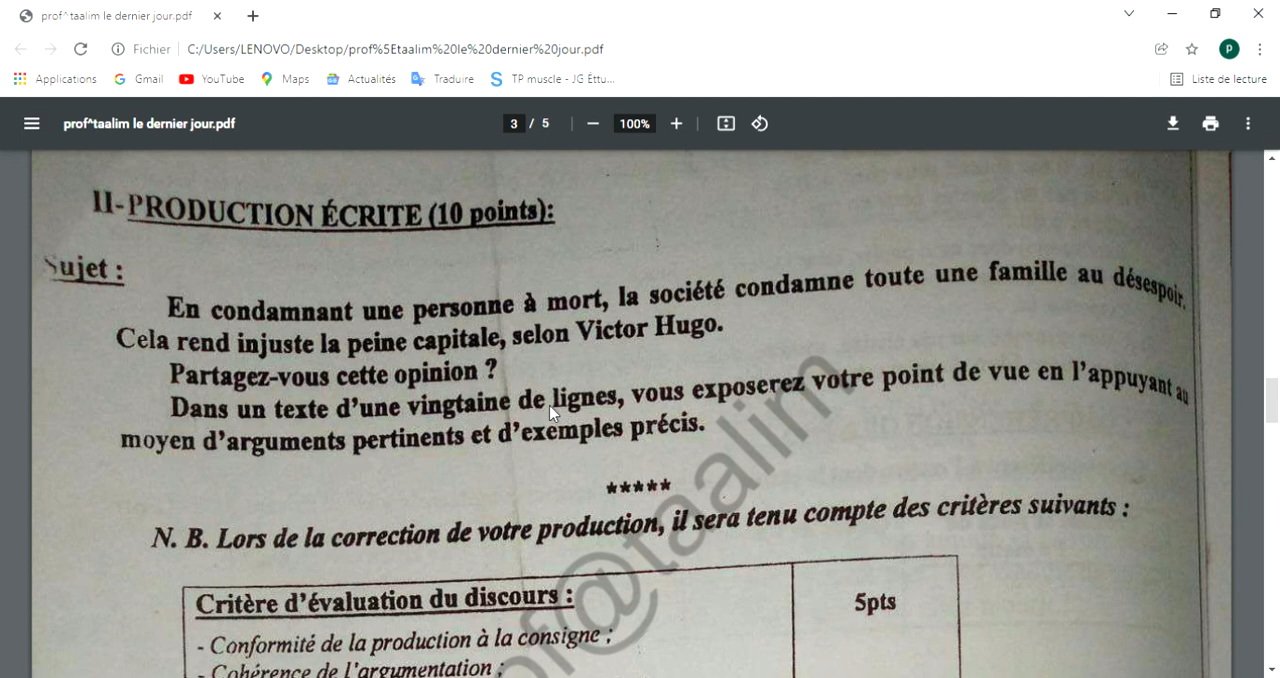 prof^taalim le dernier jour.pdf
Fichier
C:/Users/LENOVO/Desktop/prof%5Etaalim%20le%20dernier%20jour.pdf
P
Applications Gmail YouTube Maps Actualités Traduire TP muscle - JG Éttu... Liste de lecture
prof^taalim le dernier jour.pdf 3 / 5 100%
II-PRODUCTION ÉCRITE (10 points):
Sujet :
En condamnant une personne à mort, la société condamne toute une famille au désespoir.
Cela rend injuste la peine capitale, selon Victor Hugo.
Partagez-vous cette opinion ?
Dans un texte d'une vingtaine de lignes, vous exposerez votre point de vue en l'appuyant au
moyen d'arguments pertinents et d'exemples précis.
*****
N. B. Lors de la correction de votre production, il sera tenu compte des critères suivants :
Critère d'évaluation du discours :
5pts
- Conformité de la production à la consigne ;
- Cohérence de l'argumentation ;
of@taalim